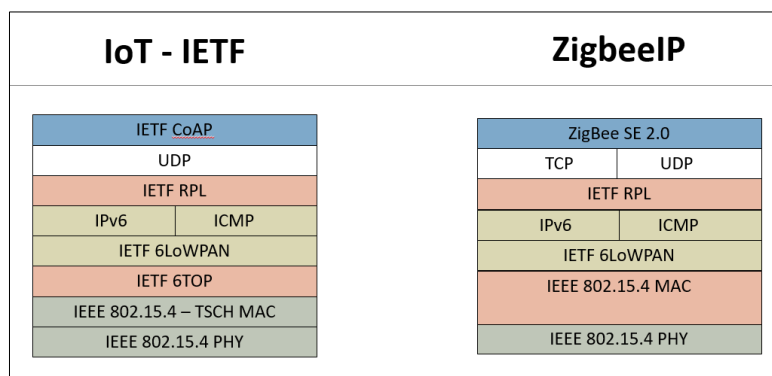 IoT - IETF
IETF CoAP
UDP
IETF RPL
IPv6 ICMP
IETF 6LoWPAN
IETF 6TOP
IEEE 802.15.4 – TSCH MAC
IEEE 802.15.4 PHY
ZigbeeIP
ZigBee SE 2.0
TCP UDP
IETF RPL
IPv6 ICMP
IETF 6LoWPAN
IEEE 802.15.4 MAC
IEEE 802.15.4 PHY